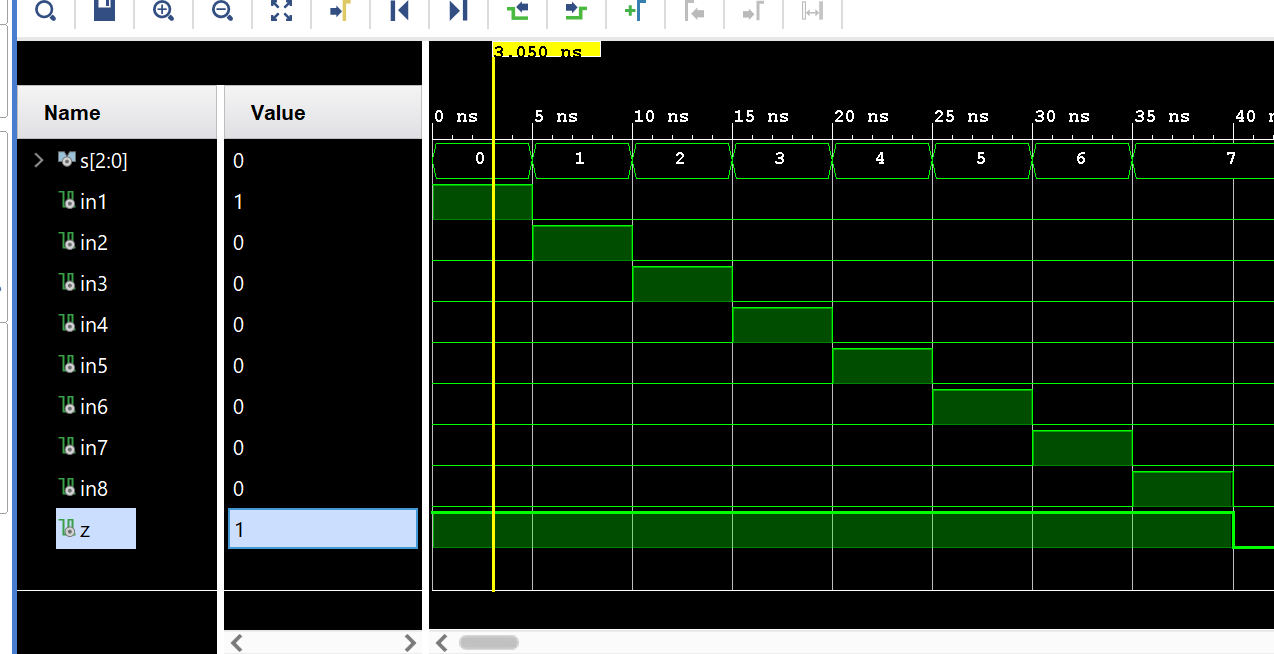 3.050 ns
Name Value
0 ns 5 ns 10 ns 15 ns 20 ns 25 ns 30 ns 35 ns 40 n
s[2:0] 0 0 1 2 3 4 5 6 7
in1 1
in2 0
in3 0
in4 0
in5 0
in6 0
in7 0
in8 0
z 1